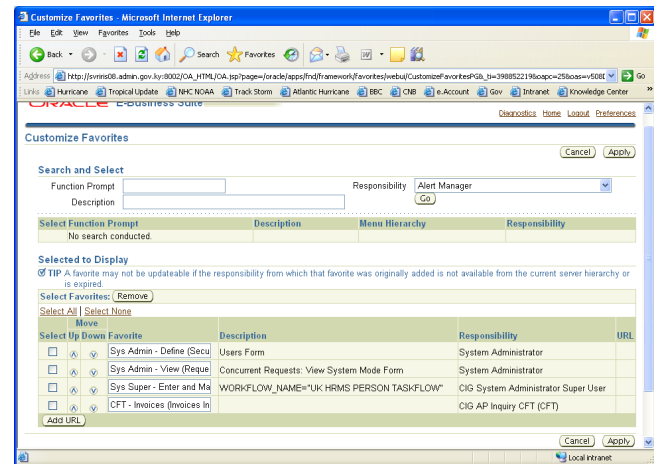 Customize Favorites - Microsoft Internet Explorer
File Edit View Favorites Tools Help
Back Search Favorites
Address http://svriris08.admin.gov.ky:8002/OA_HTML/OA.jsp?page=/oracle/apps/fnd/framework/favorites/webui/CustomizeFavoritesPG&_ti=398852219&oapc=25&oas=v508E Go
Links Hurricane Tropical Update NHC NOAA Track Storm Atlantic Hurricane BBC CNB e.Account Gov Intranet Knowledge Center »
ORACLE E-Business Suite
Diagnostics Home Logout Preferences
Customize Favorites
Cancel Apply
Search and Select
Function Prompt Responsibility Alert Manager
Description Go
Select Function Prompt Description Menu Hierarchy Responsibility
No search conducted.
Selected to Display
TIP A favorite may not be updateable if the responsibility from which that favorite was originally added is not available from the current server hierarchy or
is expired.
Select Favorites: Remove
Select All | Select None
Move
Select Up Down Favorite Description Responsibility URL
Sys Admin - Define (Secu Users Form System Administrator
Sys Admin - View (Reque Concurrent Requests: View System Mode Form System Administrator
Sys Super - Enter and Ma WORKFLOW_NAME="UK HRMS PERSON TASKFLOW" CIG System Administrator Super User
CFT - Invoices (Invoices In CIG AP Inquiry CFT (CFT)
Add URL
Cancel Apply
Local intranet